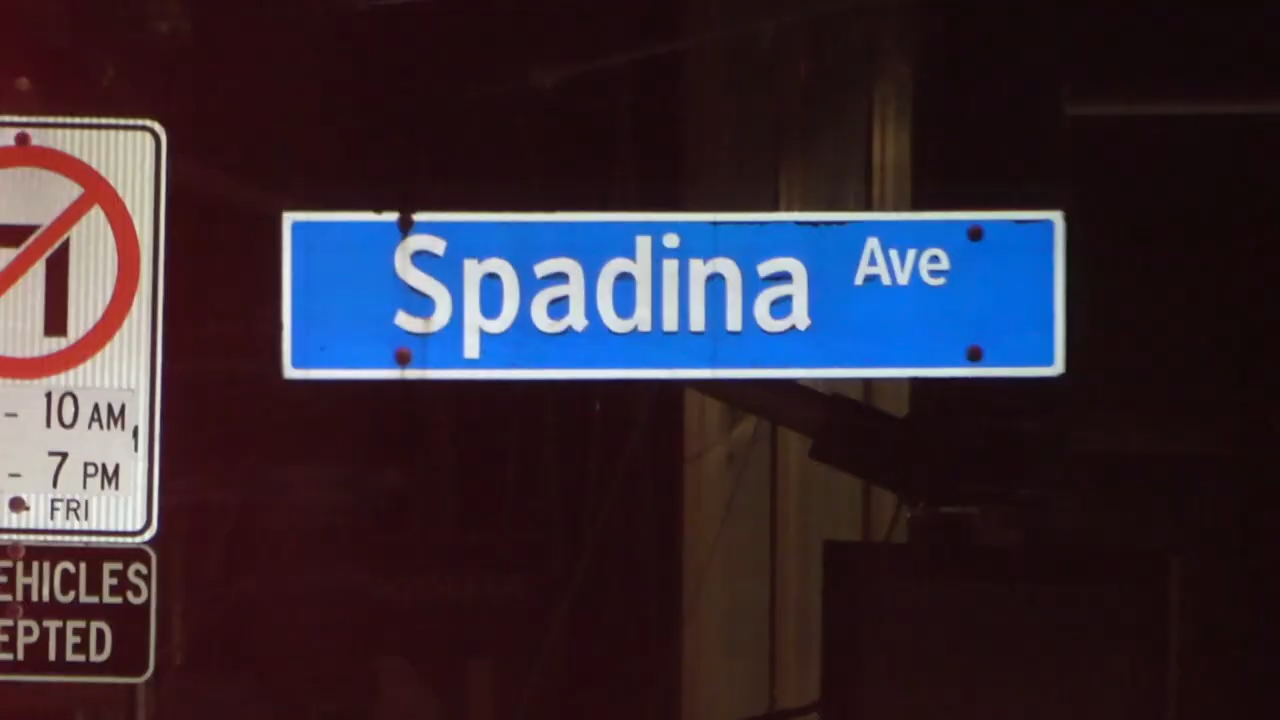 Spadina Ave
- 10 AM
- 7 PM
FRI
EHICLES
EPTED